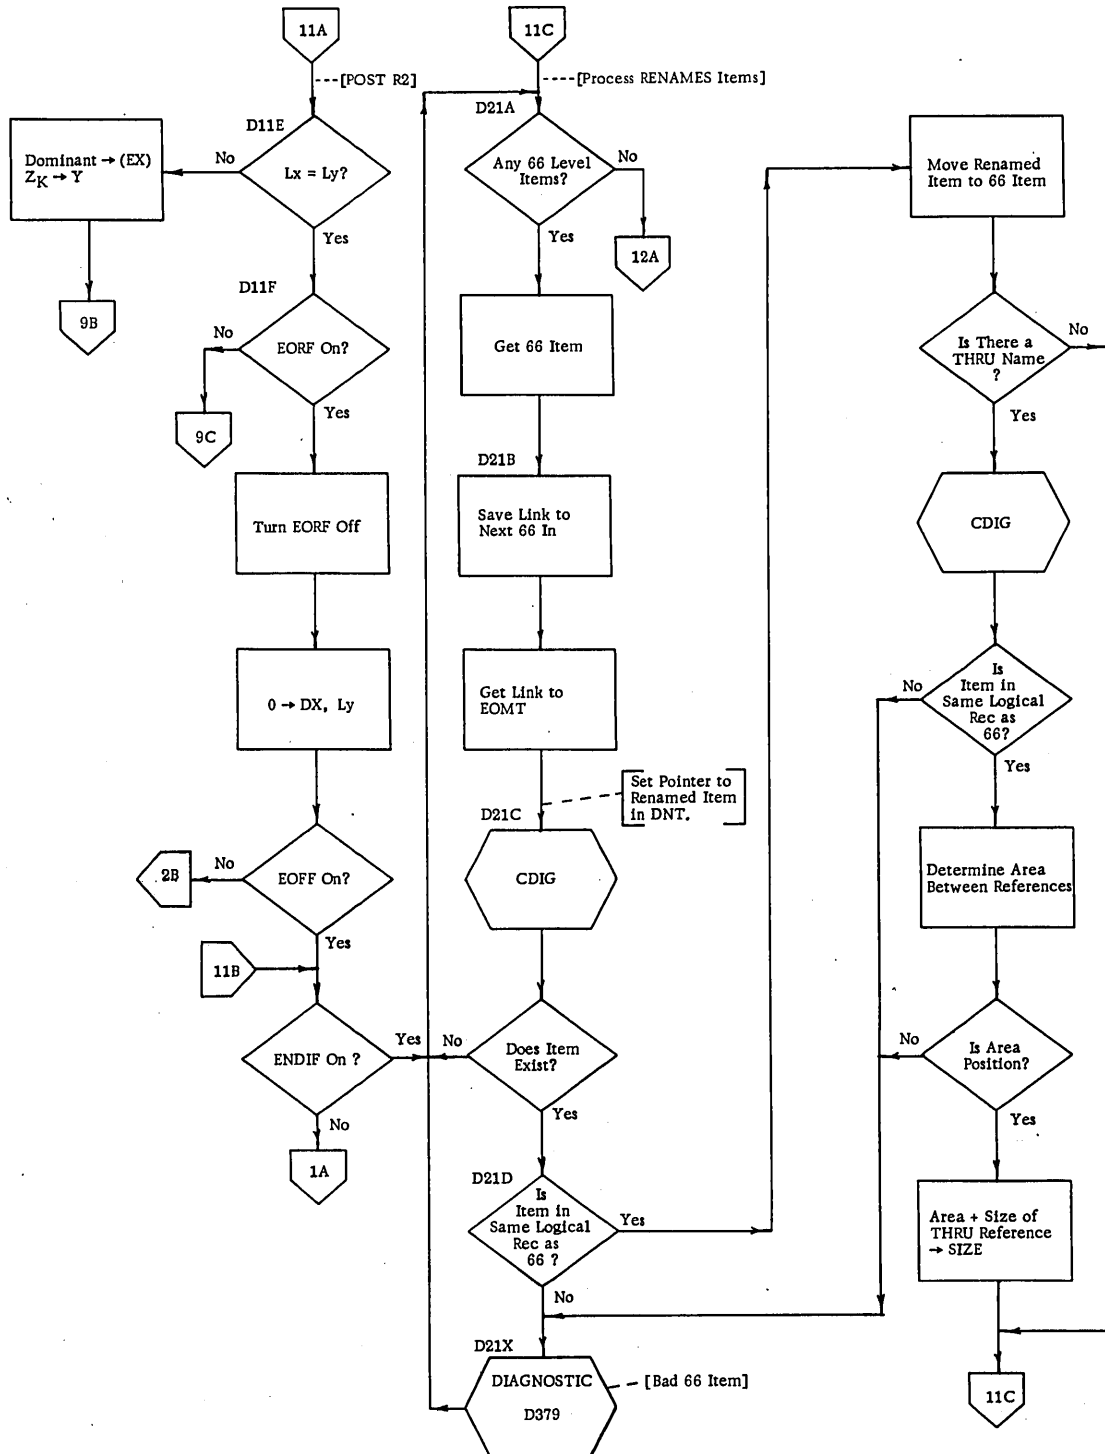 11A
[POST R2]
D11E
Lx = Ly?
No
Dominant → (EX)
Z_K → Y
9B
Yes
D11F
EORF On?
No
9C
Yes
Turn EORF Off
0 → DX, Ly
EOFF On?
No
2B
Yes
11B
ENDIF On ?
Yes
No
1A
11C
[Process RENAMES Items]
D21A
Any 66 Level
Items?
No
12A
Yes
Get 66 Item
D21B
Save Link to
Next 66 In
Get Link to
EOMT
[Set Pointer to
Renamed Item
in DNT.]
D21C
CDIG
Does Item
Exist?
No
Yes
D21D
Is
Item in
Same Logical
Rec as
66 ?
Yes
No
D21X
DIAGNOSTIC
D379
[Bad 66 Item]
Move Renamed
Item to 66 Item
Is There a
THRU Name
?
No
Yes
CDIG
Is
Item in
Same Logical
Rec as
66?
No
Yes
Determine Area
Between References
Is Area
Position?
No
Yes
Area + Size of
THRU Reference
→ SIZE
11C